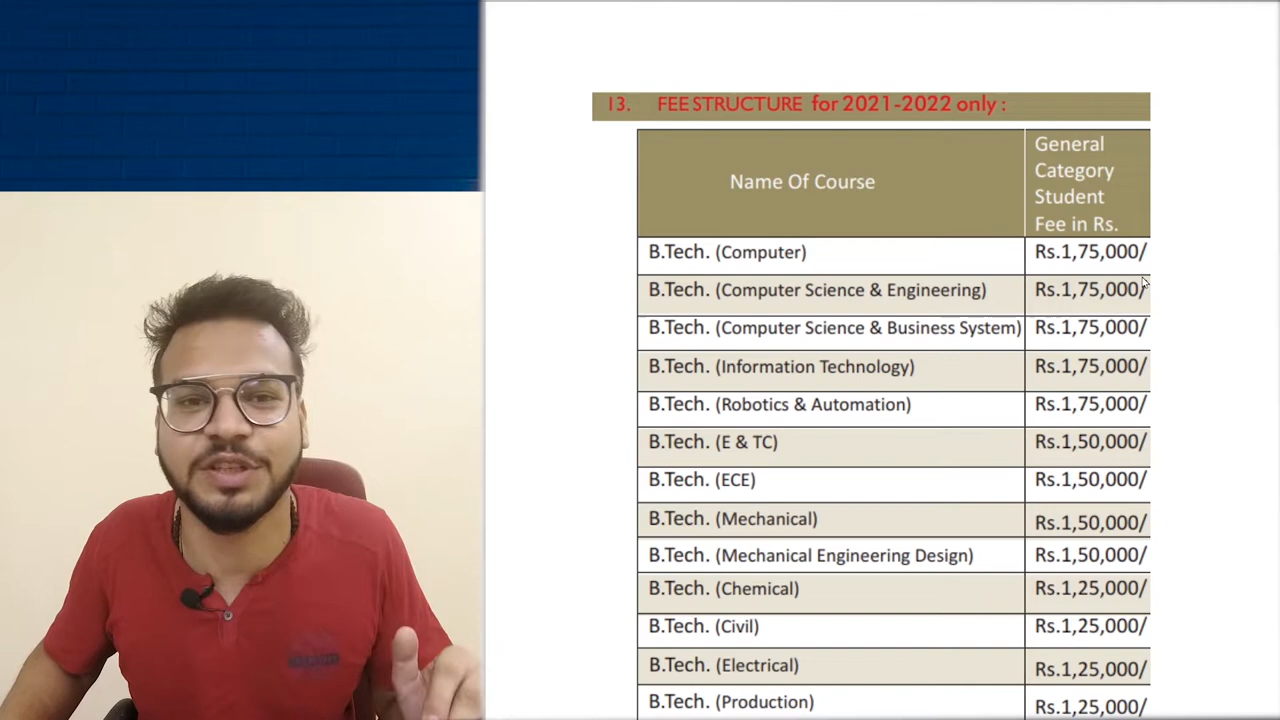 13. FEE STRUCTURE for 2021-2022 only :
Name Of Course
General
Category
Student
Fee in Rs.
B.Tech. (Computer) Rs.1,75,000/
B.Tech. (Computer Science & Engineering) Rs.1,75,000/
B.Tech. (Computer Science & Business System) Rs.1,75,000/
B.Tech. (Information Technology) Rs.1,75,000/
B.Tech. (Robotics & Automation) Rs.1,75,000/
B.Tech. (E & TC) Rs.1,50,000/
B.Tech. (ECE) Rs.1,50,000/
B.Tech. (Mechanical) Rs.1,50,000/
B.Tech. (Mechanical Engineering Design) Rs.1,50,000/
B.Tech. (Chemical) Rs.1,25,000/
B.Tech. (Civil) Rs.1,25,000/
B.Tech. (Electrical) Rs.1,25,000/
B.Tech. (Production) Rs.1,25,000/